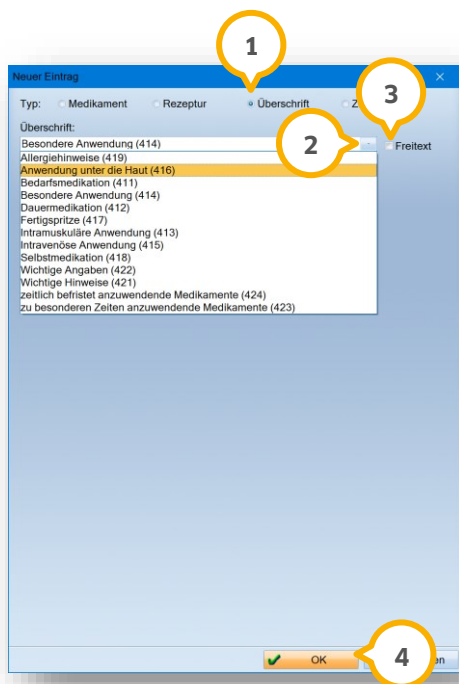 1
Neuer Eintrag
3
Typ: Medikament Rezeptur Überschrift Z
Überschrift:
2
Besondere Anwendung (414) Freitext
Allergiehinweise (419)
Anwendung unter die Haut (416)
Bedarfsmedikation (411)
Besondere Anwendung (414)
Dauermedikation (412)
Fertigspritze (417)
Intramuskuläre Anwendung (413)
Intravenöse Anwendung (415)
Selbstmedikation (418)
Wichtige Angaben (422)
Wichtige Hinweise (421)
zeitlich befristet anzuwendende Medikamente (424)
zu besonderen Zeiten anzuwendende Medikamente (423)
OK 4 en